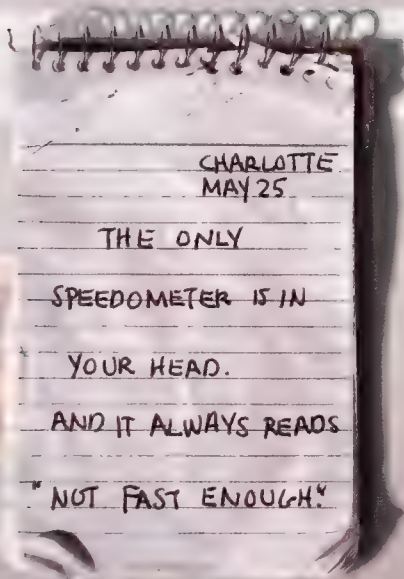 CHARLOTTE
MAY 25
THE ONLY
SPEEDOMETER IS IN
YOUR HEAD.
AND IT ALWAYS READS
"NOT FAST ENOUGH."